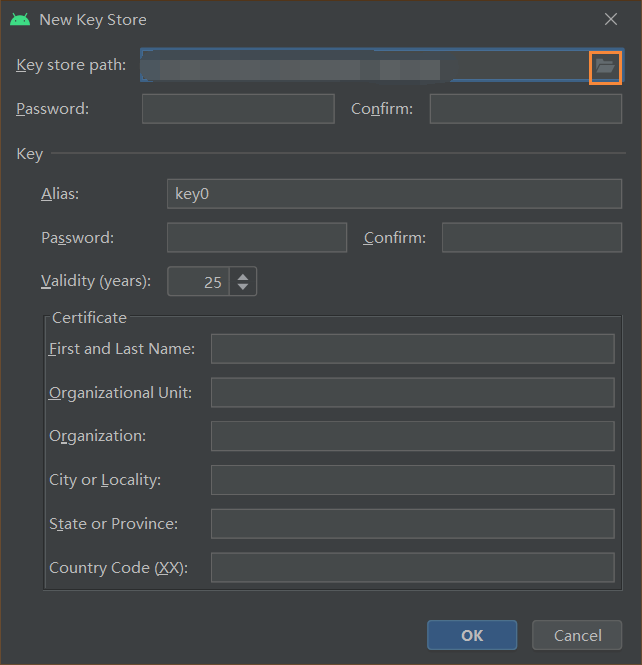 New Key Store
Key store path:
Password: Confirm:
Key
Alias: key0
Password: Confirm:
Validity (years): 25
Certificate
First and Last Name:
Organizational Unit:
Organization:
City or Locality:
State or Province:
Country Code (XX):
OK Cancel